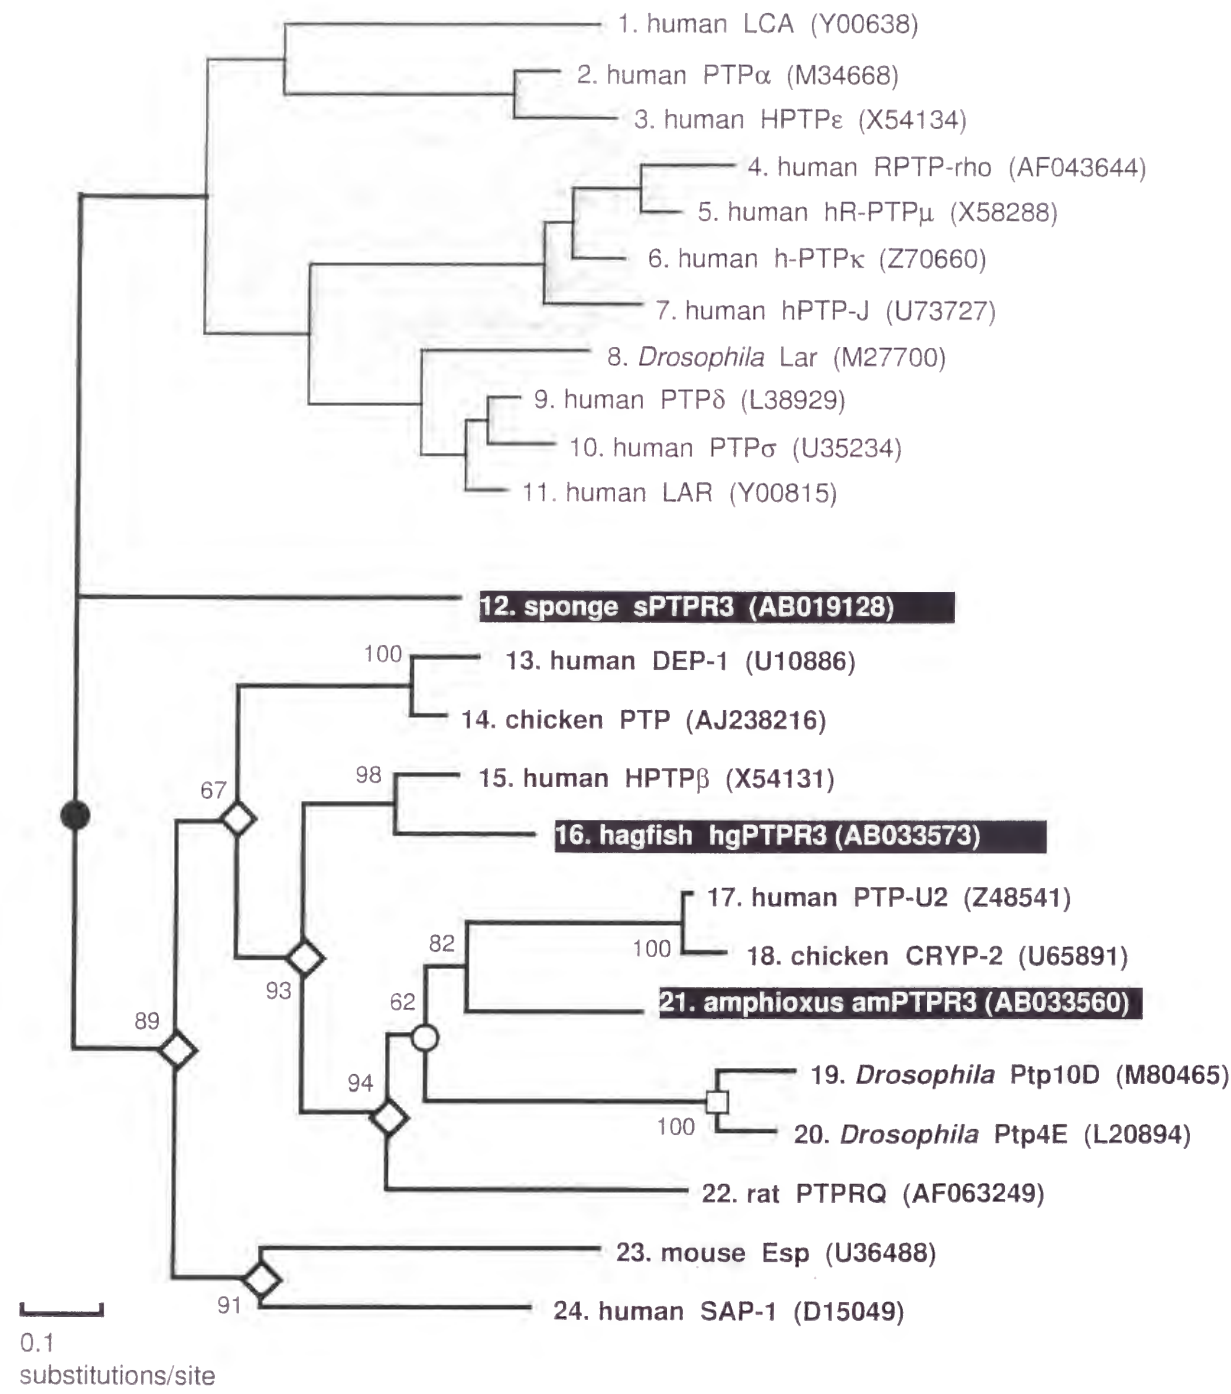 1. human LCA (Y00638)
2. human PTPα (M34668)
3. human HPTPε (X54134)
4. human RPTP-rho (AF043644)
5. human hR-PTPμ (X58288)
6. human h-PTPκ (Z70660)
7. human hPTP-J (U73727)
8. Drosophila Lar (M27700)
9. human PTPδ (L38929)
10. human PTPσ (U35234)
11. human LAR (Y00815)
12. sponge sPTPR3 (AB019128)
100
13. human DEP-1 (U10886)
14. chicken PTP (AJ238216)
98
15. human HPTPβ (X54131)
67
16. hagfish hgPTPR3 (AB033573)
17. human PTP-U2 (Z48541)
82
100
18. chicken CRYP-2 (U65891)
93
62
21. amphioxus amPTPR3 (AB033560)
89
94
19. Drosophila Ptp10D (M80465)
100
20. Drosophila Ptp4E (L20894)
22. rat PTPRQ (AF063249)
23. mouse Esp (U36488)
91
24. human SAP-1 (D15049)
0.1
substitutions/site